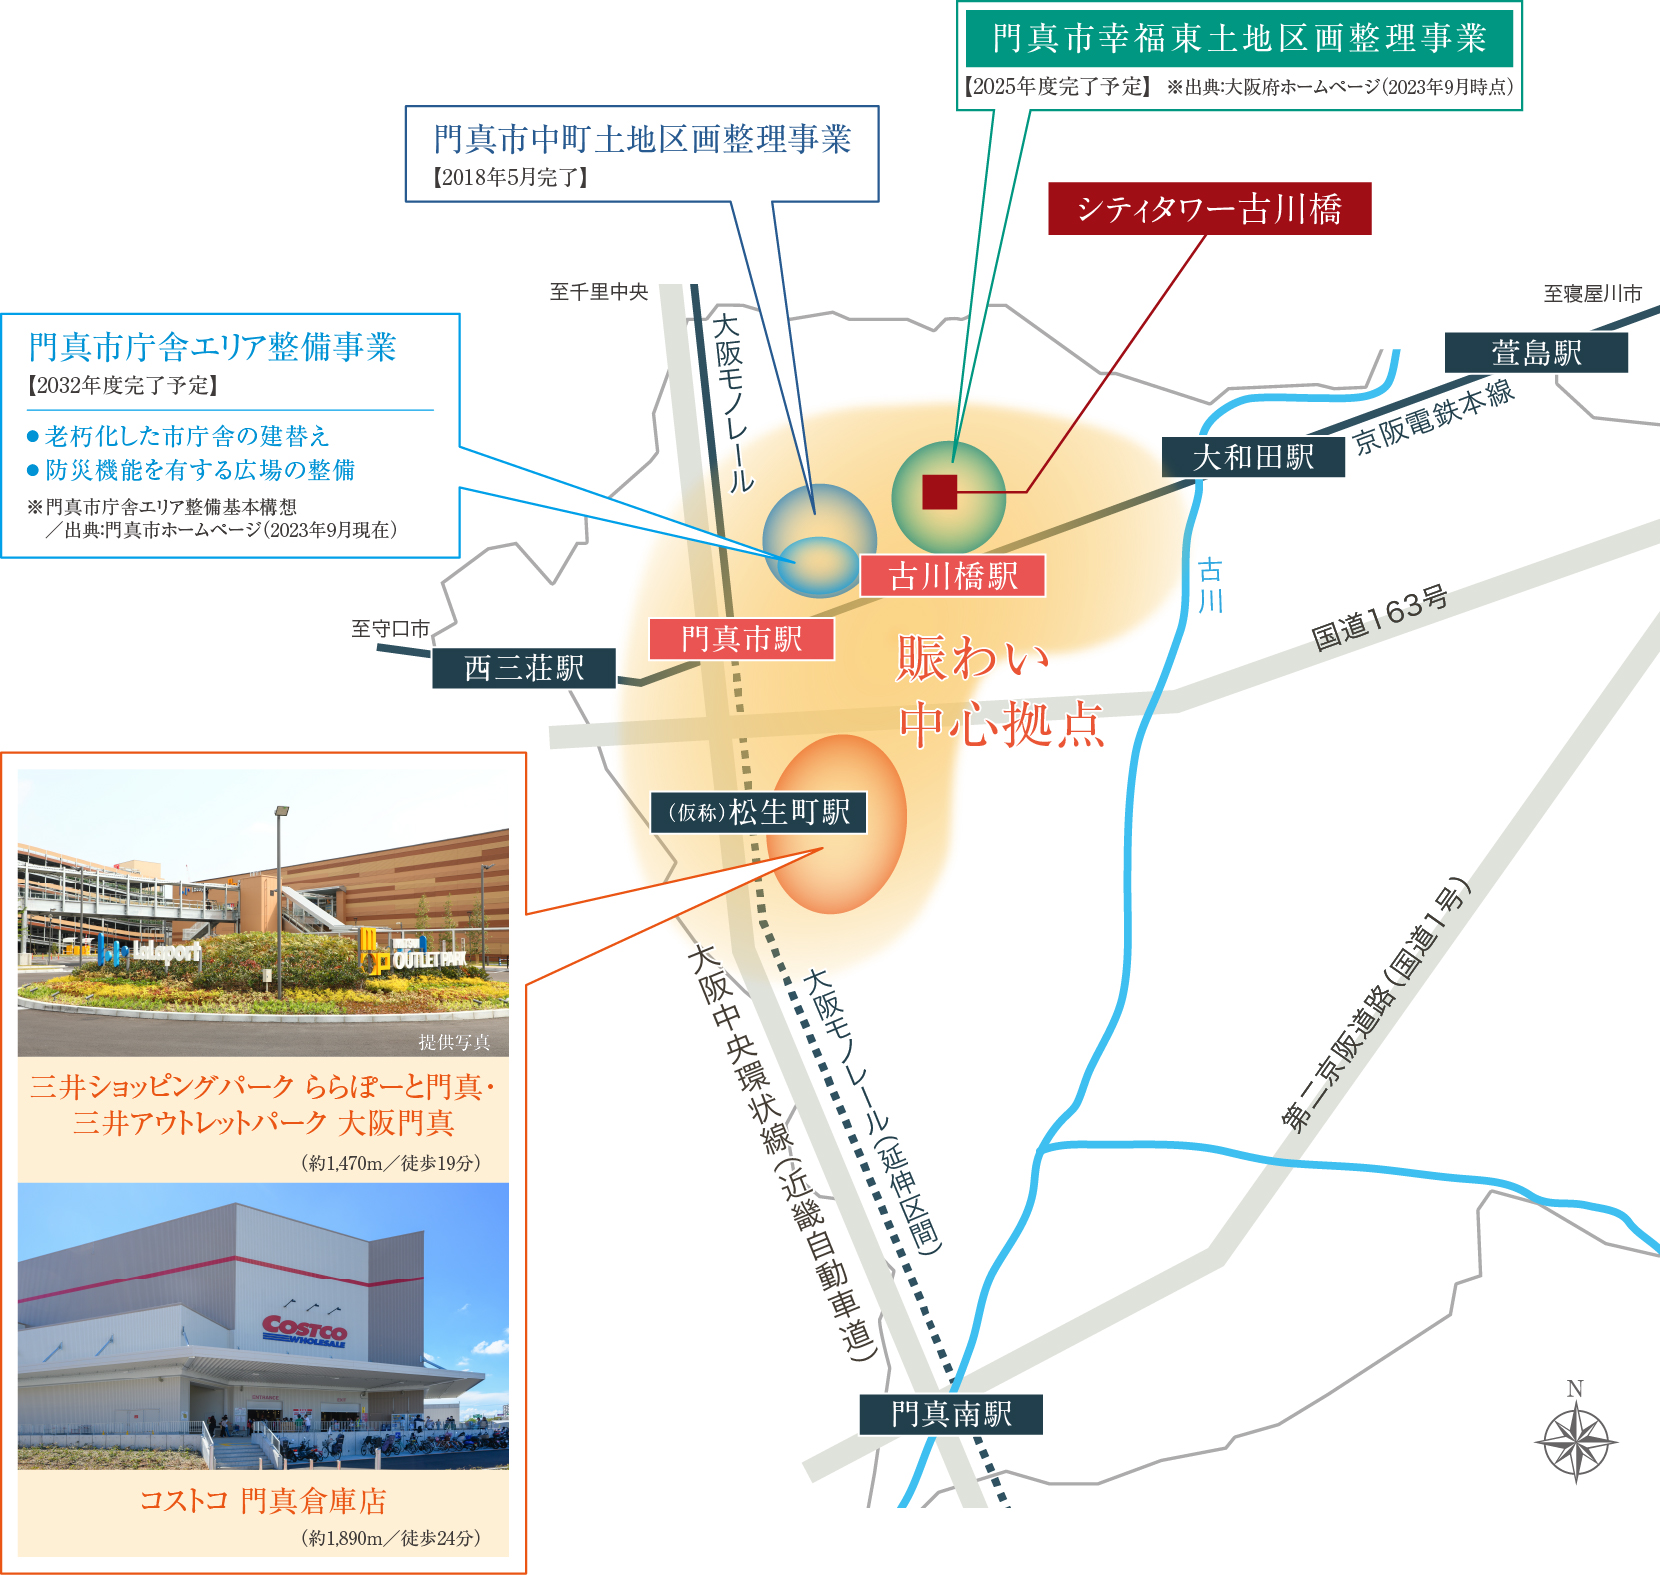 門真市幸福東土地区画整理事業
【2025年度完了予定】 ※出典:大阪府ホームページ(2023年9月時点)
門真市中町土地区画整理事業
【2018年5月完了】
シティタワー古川橋
至千里中央
至寝屋川市
門真市庁舎エリア整備事業
【2032年度完了予定】
●老朽化した市庁舎の建替え
●防災機能を有する広場の整備
※門真市庁舎エリア整備基本構想
／出典:門真市ホームページ(2023年9月現在)
大阪モノレール
萱島駅
京阪電鉄本線
大和田駅
古川橋駅
古川
国道163号
至守口市
門真市駅
西三荘駅
賑わい
中心拠点
(仮称)松生町駅
LaLaport
OUTLET PARK
提供写真
三井ショッピングパーク ららぽーと門真・
三井アウトレットパーク 大阪門真
(約1,470m／徒歩19分)
COSTCO
WHOLESALE
ENTRANCE
コストコ 門真倉庫店
(約1,890m／徒歩24分)
大阪中央環状線(近畿自動車道)
大阪モノレール(延伸区間)
第二京阪道路(国道1号)
門真南駅
N